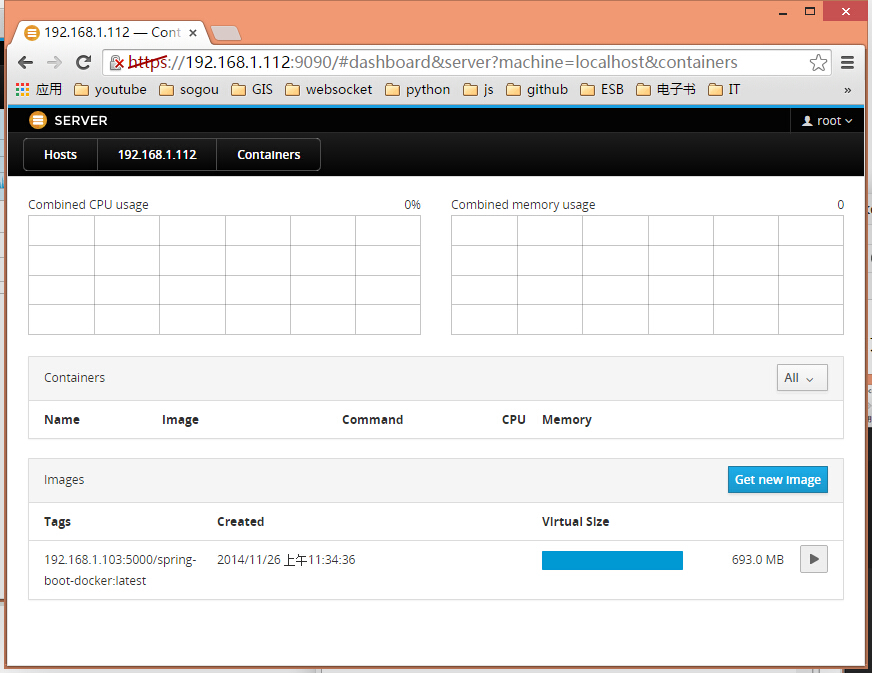 192.168.1.112 — Cont
https://192.168.1.112:9090/#dashboard&server?machine=localhost&containers
应用 youtube sogou GIS websocket python js github ESB 电子书 IT »
SERVER root
Hosts 192.168.1.112 Containers
Combined CPU usage 0% Combined memory usage 0
Containers All
Name Image Command CPU Memory
Images Get new image
Tags Created Virtual Size
192.168.1.103:5000/spring- 2014/11/26 上午11:34:36 693.0 MB
boot-docker:latest